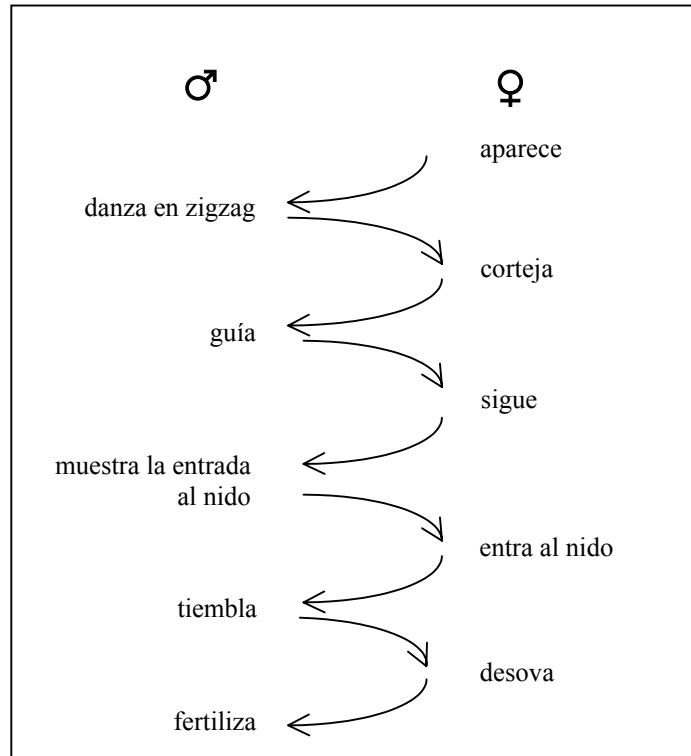 ♂ ♀
aparece
danza en zigzag
corteja
guía
sigue
muestra la entrada
al nido
entra al nido
tiembla
desova
fertiliza